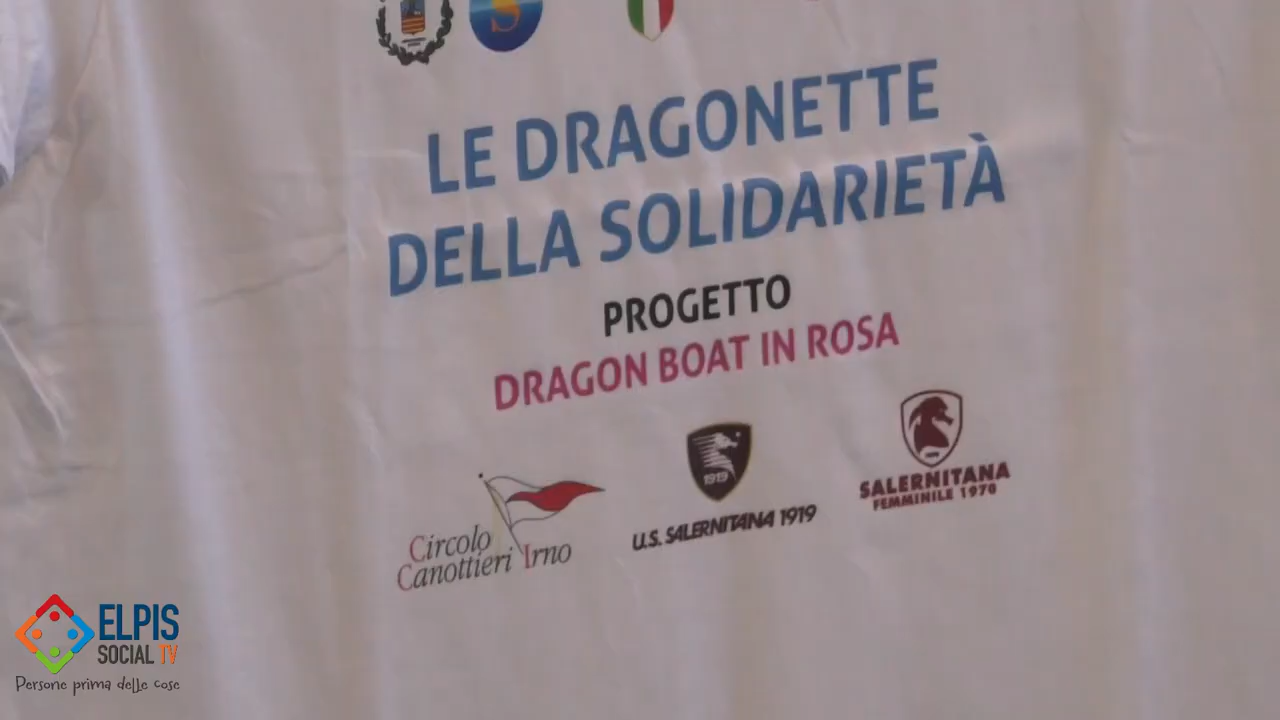 S
LE DRAGONETTE
DELLA SOLIDARIETÀ
PROGETTO
DRAGON BOAT IN ROSA
1919
Circolo
Canottieri Irno
U.S. SALERNITANA 1919
SALERNITANA
FEMMINILE 1970
ELPIS
SOCIAL TV
Persone prima delle cose